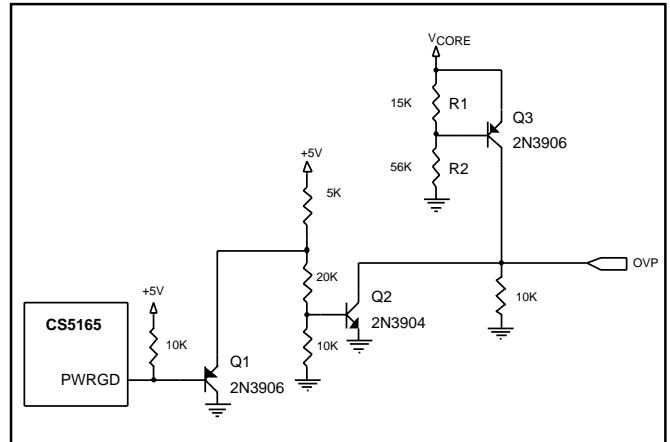 VCORE
15K R1
Q3
2N3906
56K R2
+5V
5K
20K
Q2
2N3904
10K
OVP
10K
+5V
CS5165
10K
PWRGD
Q1
2N3906